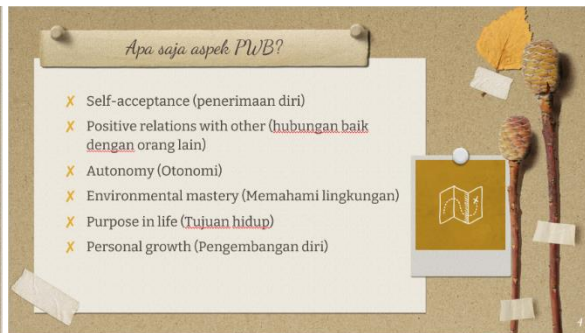 Apa saja aspek PWB?
✗ Self-acceptance (penerimaan diri)
✗ Positive relations with other (hubungan baik
dengan orang lain)
✗ Autonomy (Otonomi)
✗ Environmental mastery (Memahami lingkungan)
✗ Purpose in life (Tujuan hidup)
✗ Personal growth (Pengembangan diri)